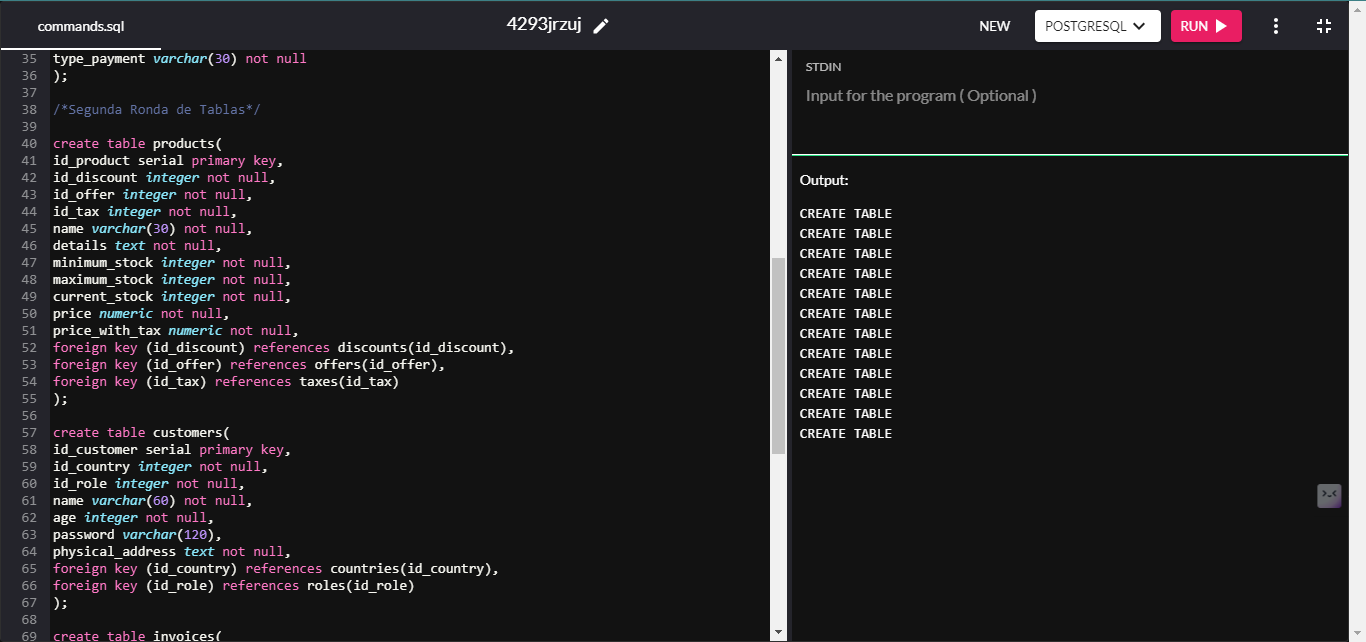 commands.sql
4293jrzuj
NEW
POSTGRESQL
RUN
35 type_payment varchar(30) not null
36 );
37
38 /*Segunda Ronda de Tablas*/
39
40 create table products(
41 id_product serial primary key,
42 id_discount integer not null,
43 id_offer integer not null,
44 id_tax integer not null,
45 name varchar(30) not null,
46 details text not null,
47 minimum_stock integer not null,
48 maximum_stock integer not null,
49 current_stock integer not null,
50 price numeric not null,
51 price_with_tax numeric not null,
52 foreign key (id_discount) references discounts(id_discount),
53 foreign key (id_offer) references offers(id_offer),
54 foreign key (id_tax) references taxes(id_tax)
55 );
56
57 create table customers(
58 id_customer serial primary key,
59 id_country integer not null,
60 id_role integer not null,
61 name varchar(60) not null,
62 age integer not null,
63 password varchar(120),
64 physical_address text not null,
65 foreign key (id_country) references countries(id_country),
66 foreign key (id_role) references roles(id_role)
67 );
68
69 create table invoices(
STDIN
Input for the program ( Optional )
Output:
CREATE TABLE
CREATE TABLE
CREATE TABLE
CREATE TABLE
CREATE TABLE
CREATE TABLE
CREATE TABLE
CREATE TABLE
CREATE TABLE
CREATE TABLE
CREATE TABLE
CREATE TABLE